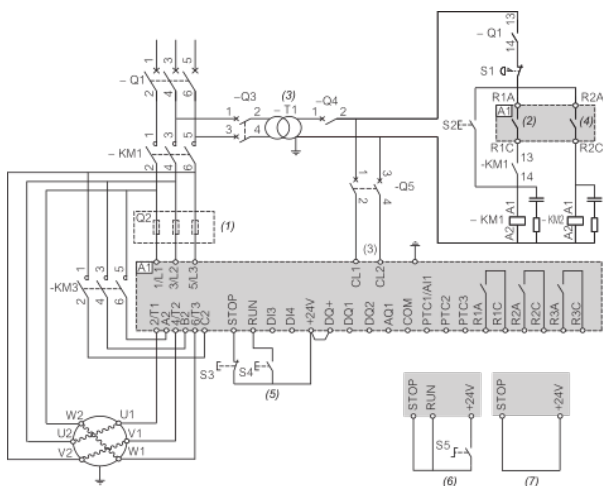 1 3 5
– Q1
2 4 6
1 3 5
– KM1
2 4 6
– Q3
1 2
3 4
(3)
– T1
– Q4
1 2
13
– Q1
14
S1
R1A R2A
A1
(2) (4)
S2
R1C R2C
-KM1 13
14
A1 A1
– KM1 – KM2
A2 A2
1 3
-Q5
2 4
(3)
Q2
(1)
A1
1/L1 3/L2 5/L3
CL1 CL2
1 3 5
-KM3
2 4 6
2/T1 A2 4/T2 B2 6/T3 C2 STOP RUN DI3 DI4 +24V DQ+ DQ1 DQ2 AQ1 COM PTC1/AI1 PTC2 PTC3 R1A R1C R2A R2C R3A R3C
S3 S4
(5)
W2 U1
U2 V1
V2 W1
STOP RUN +24V
S5
(6)
STOP +24V
(7)